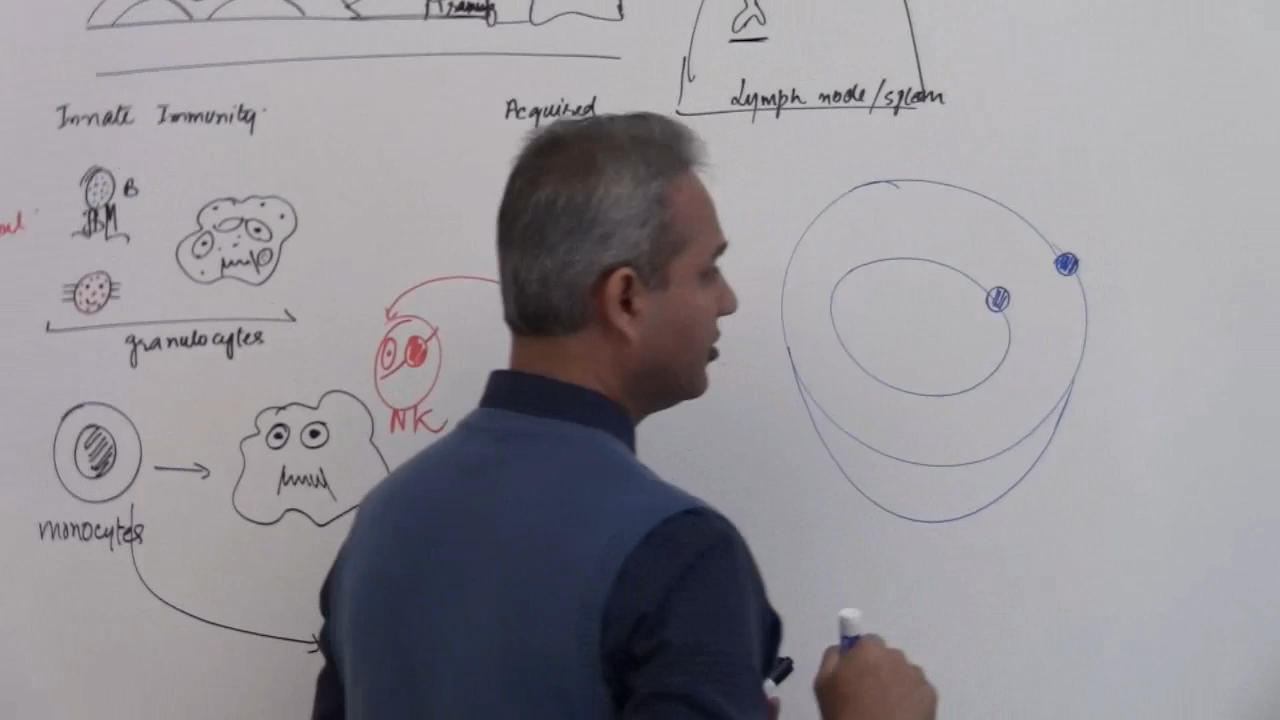 Lymph node/spleen
Innate Immunity
Acquired
B
granulocytes
NK
monocytes